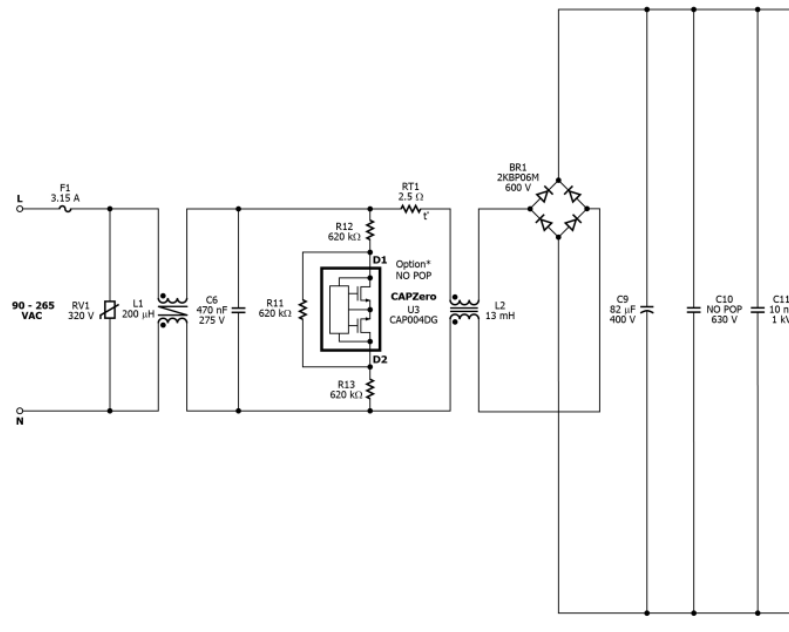 BR1
2KBP06M
600 V
F1
3.15 A
L
RT1
2.5 Ω
t°
R12
620 kΩ
D1
Option*
NO POP
CAPZero
U3
CAP004DG
90 - 265
VAC
RV1
320 V
L1
200 µH
C6
470 nF
275 V
R11
620 kΩ
L2
13 mH
C9
82 µF
400 V
C10
NO POP
630 V
C11
10 n
1 k
D2
R13
620 kΩ
N